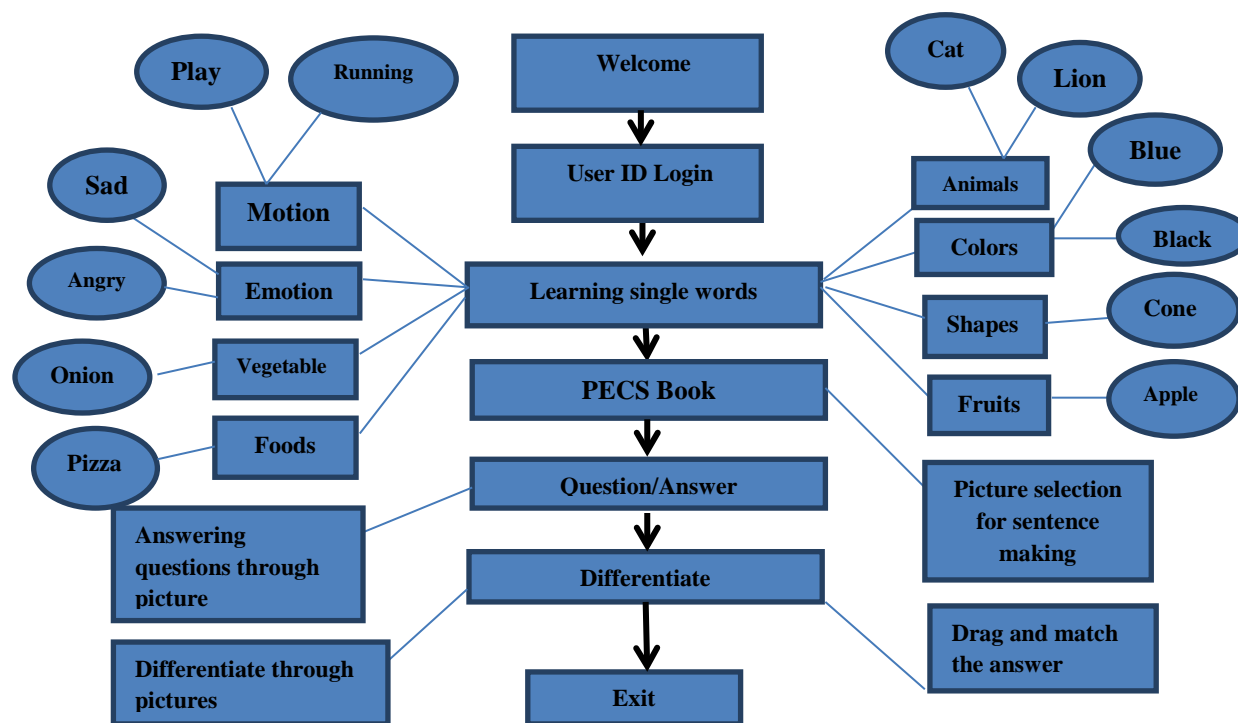 Welcome
Cat
Lion
Play
Running
User ID Login
Blue
Animals
Sad
Motion
Colors
Black
Angry
Emotion
Learning single words
Shapes
Cone
Onion
Vegetable
PECS Book
Fruits
Apple
Foods
Pizza
Question/Answer
Picture selection
for sentence
making
Answering
questions through
picture
Differentiate
Drag and match
the answer
Differentiate through
pictures
Exit